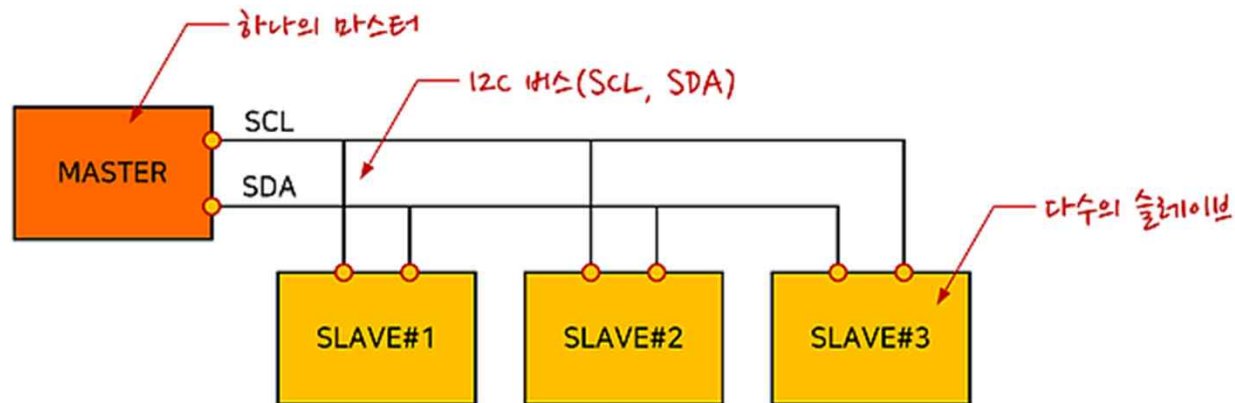 하나의 마스터
I2C 버스(SCL, SDA)
SCL
MASTER
SDA
다수의 슬레이브
SLAVE#1
SLAVE#2
SLAVE#3